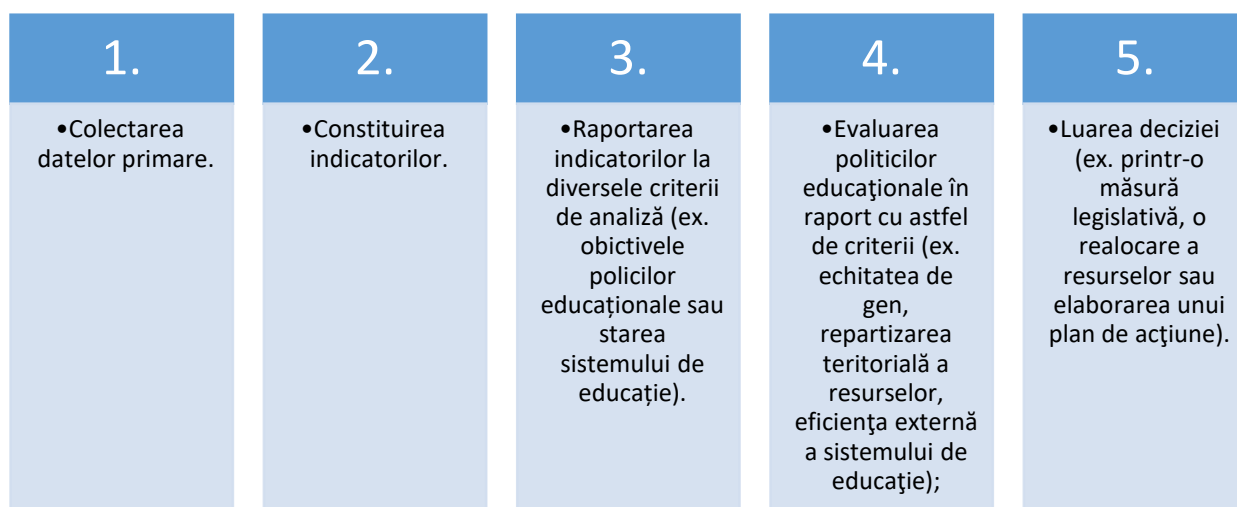 1.
•Colectarea
datelor primare.
2.
•Constituirea
indicatorilor.
3.
•Raportarea
indicatorilor la
diversele criterii
de analiză (ex.
obictivele
policilor
educaționale sau
starea
sistemului de
educație).
4.
•Evaluarea
politicilor
educaţionale în
raport cu astfel
de criterii (ex.
echitatea de
gen,
repartizarea
teritorială a
resurselor,
eficienţa externă
a sistemului de
educaţie);
5.
•Luarea deciziei
(ex. printr-o
măsură
legislativă, o
realocare a
resurselor sau
elaborarea unui
plan de acţiune).